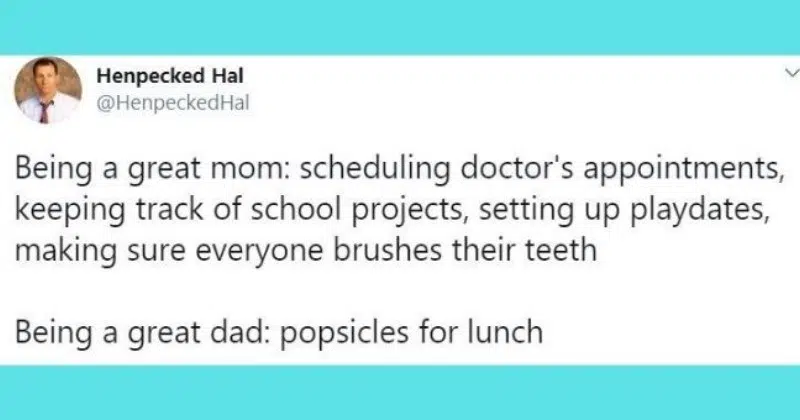 Henpecked Hal
@HenpeckedHal
Being a great mom: scheduling doctor's appointments,
keeping track of school projects, setting up playdates,
making sure everyone brushes their teeth
Being a great dad: popsicles for lunch